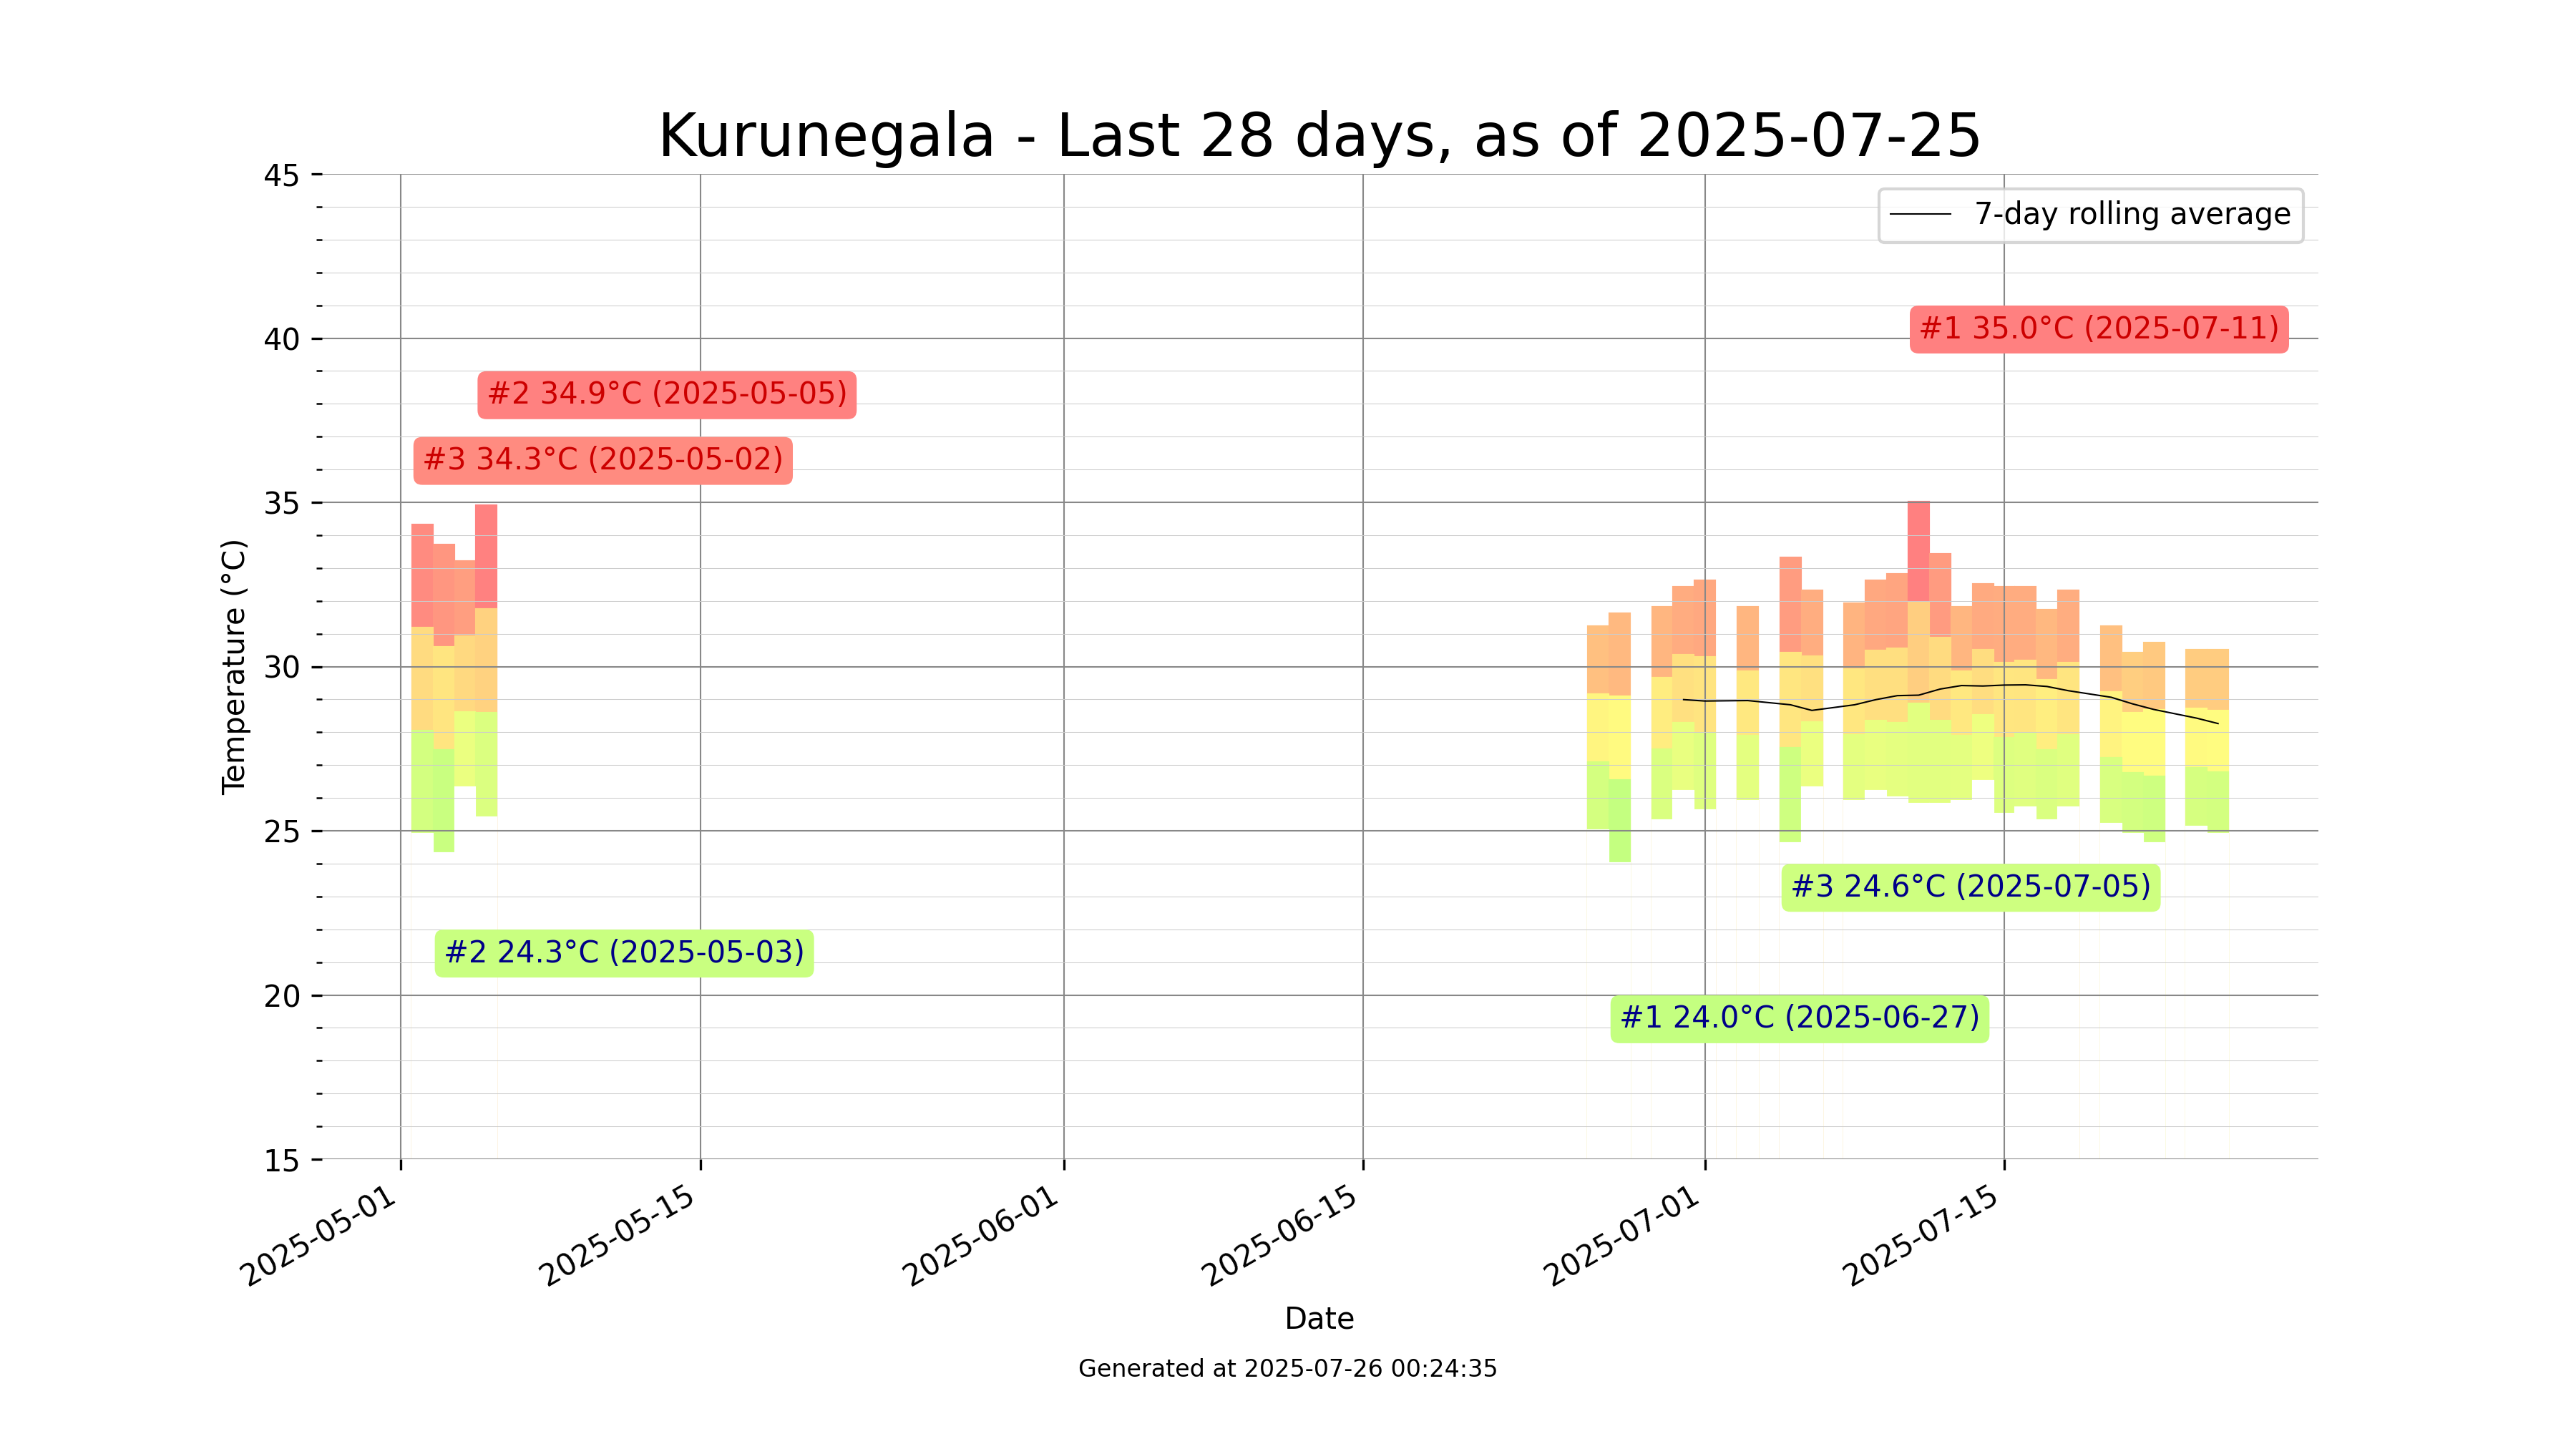 Kurunegala - Last 28 days, as of 2025-07-25
45
40
35
30
25
20
15
Temperature (°C)
7-day rolling average
#1 35.0°C (2025-07-11)
#2 34.9°C (2025-05-05)
#3 34.3°C (2025-05-02)
#3 24.6°C (2025-07-05)
#2 24.3°C (2025-05-03)
#1 24.0°C (2025-06-27)
2025-05-01
2025-05-15
2025-06-01
2025-06-15
2025-07-01
2025-07-15
Date
Generated at 2025-07-26 00:24:35